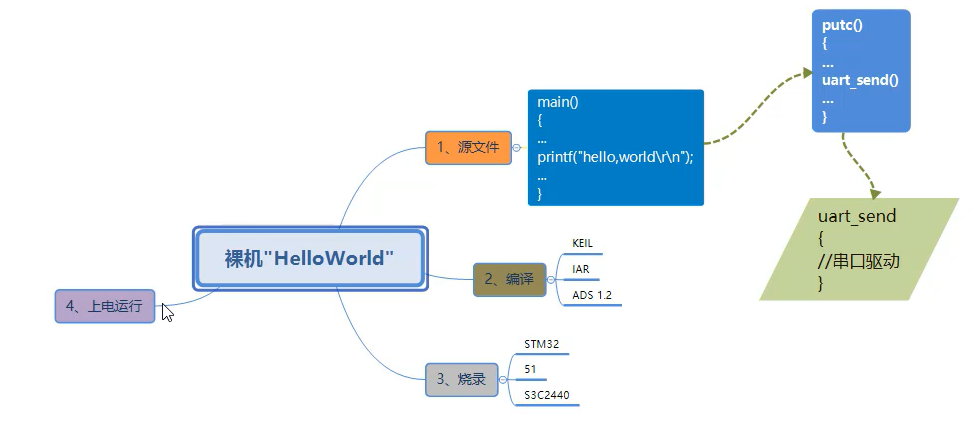 裸机"HelloWorld"
1、源文件
main()
{
...
printf("hello,world\r\n");
...
}
putc()
{
...
uart_send()
...
}
uart_send
{
//串口驱动
}
2、编译
KEIL
IAR
ADS 1.2
3、烧录
STM32
51
S3C2440
4、上电运行